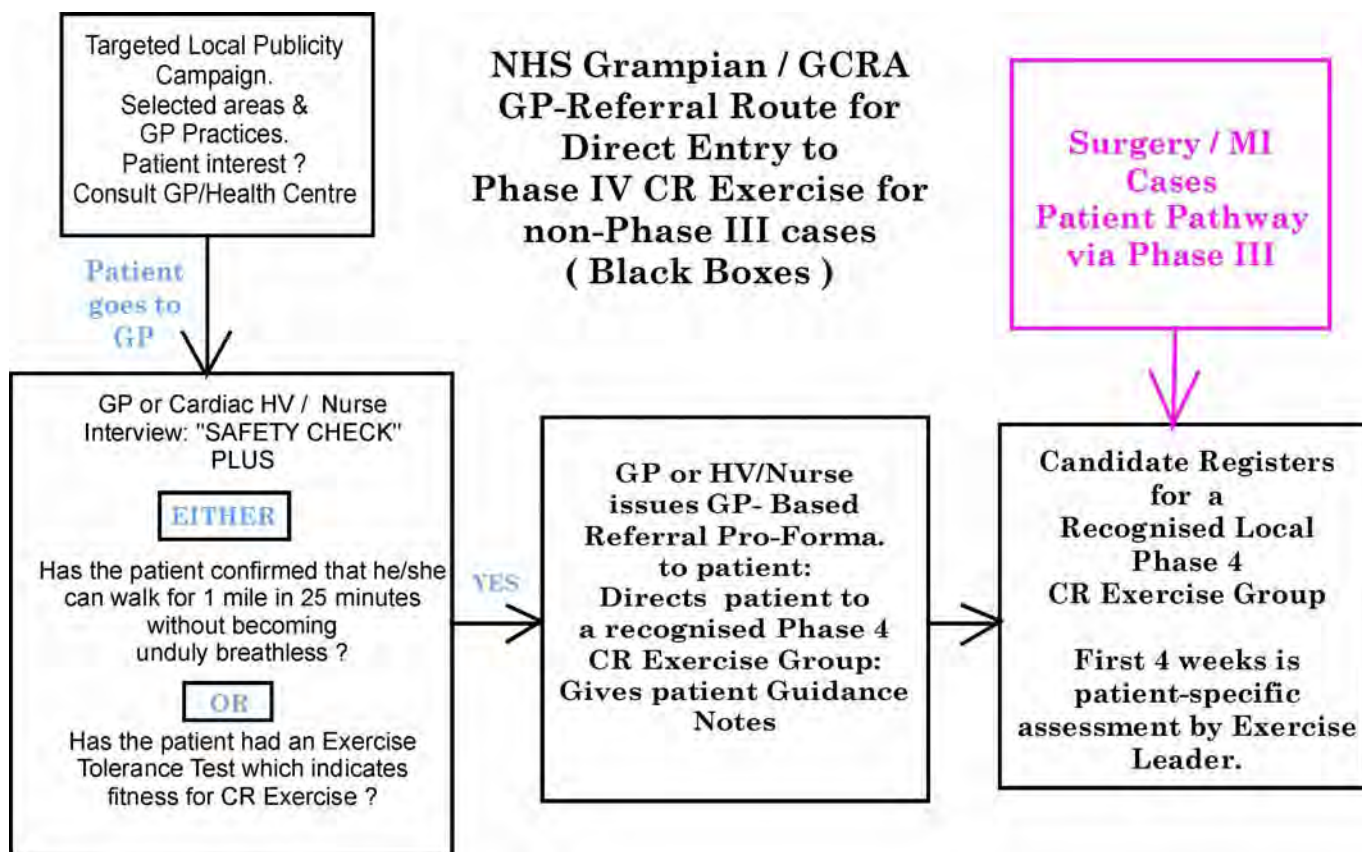 Targeted Local Publicity
Campaign.
Selected areas &
GP Practices.
Patient interest ?
Consult GP/Health Centre
NHS Grampian / GCRA
GP-Referral Route for
Direct Entry to
Phase IV CR Exercise for
non-Phase III cases
( Black Boxes )
Surgery / MI
Cases
Patient Pathway
via Phase III
Patient
goes to
GP
GP or Cardiac HV / Nurse
Interview: "SAFETY CHECK"
PLUS
EITHER
Has the patient confirmed that he/she
can walk for 1 mile in 25 minutes
without becoming
unduly breathless ?
OR
Has the patient had an Exercise
Tolerance Test which indicates
fitness for CR Exercise ?
YES
GP or HV/Nurse
issues GP- Based
Referral Pro-Forma.
to patient:
Directs patient to
a recognised Phase 4
CR Exercise Group:
Gives patient Guidance
Notes
Candidate Registers
for a
Recognised Local
Phase 4
CR Exercise Group
First 4 weeks is
patient-specific
assessment by Exercise
Leader.